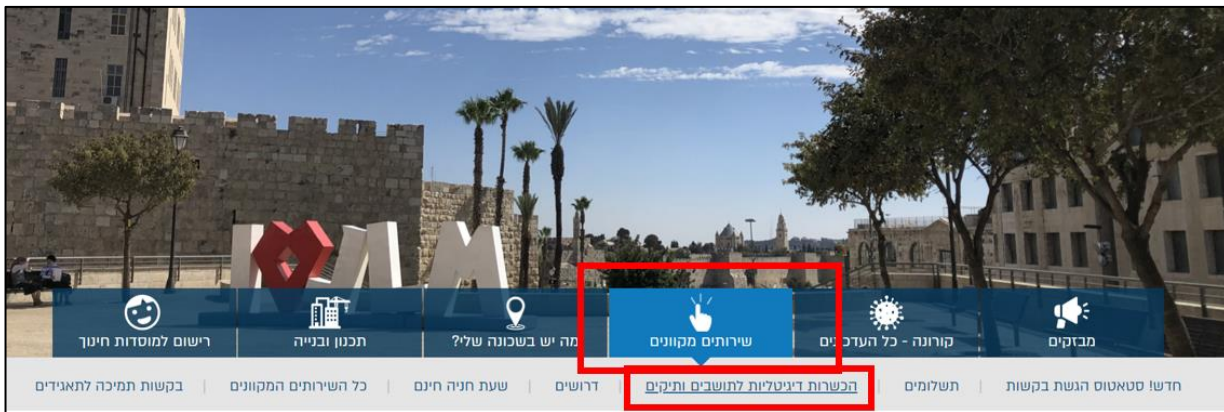 מבזקים
קורונה - כל העדכונים
שירותים מקוונים
מה יש בשכונה שלי?
תכנון ובנייה
רישום למוסדות חינוך
חדש! סטאטוס הגשת בקשות | תשלומים | הכשרות דיגיטליות לתושבים ותיקים | דרושים | שעת חניה חינם | כל השירותים המקוונים | בקשות תמיכה לתאגידים